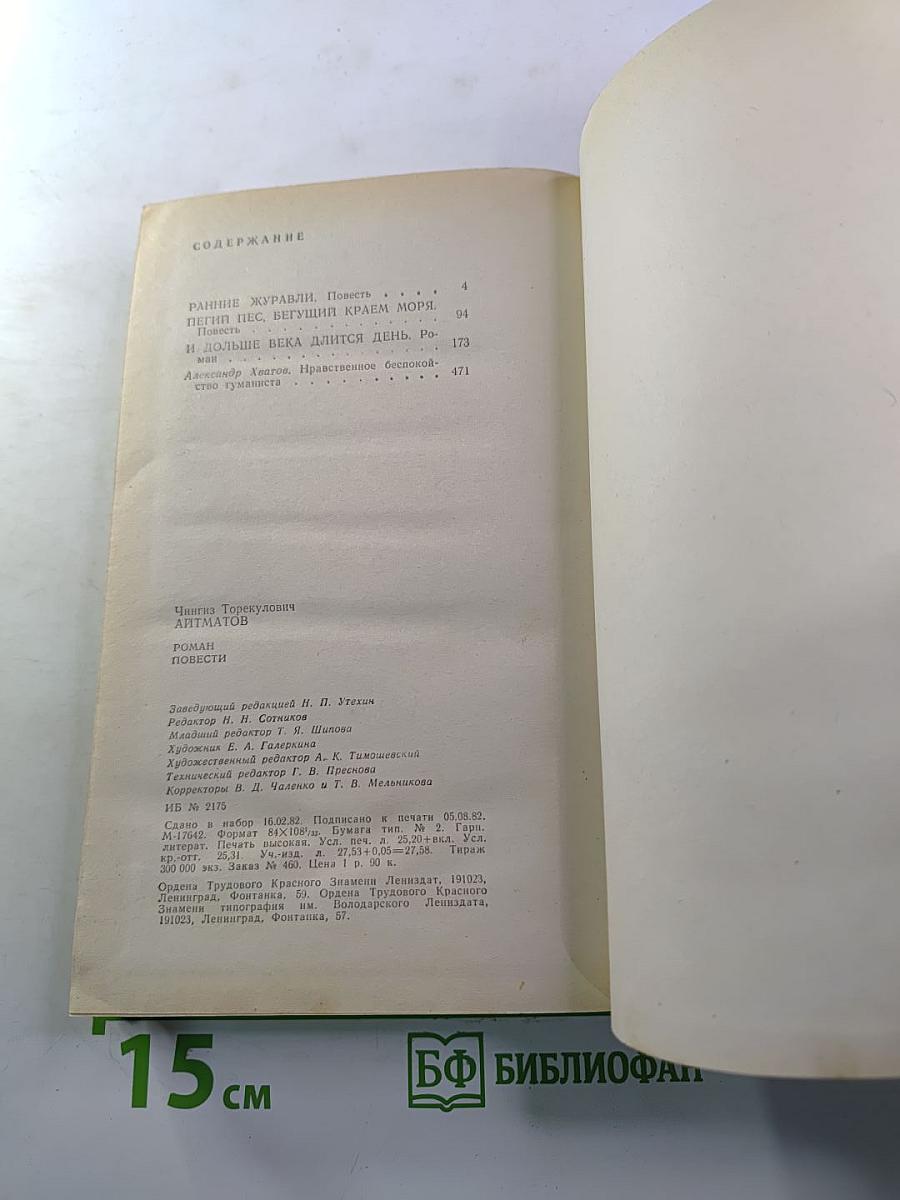 СОДЕРЖАНИЕ
РАННИЕ ЖУРАВЛИ. Повесть . . . . 4
ПЕГИЙ ПЕС, БЕГУЩИЙ КРАЕМ МОРЯ.
Повесть . . . . . . . . . . . . 94
И ДОЛЬШЕ ВЕКА ДЛИТСЯ ДЕНЬ. Ро-
ман . . . . . . . . . . . . . 173
Александр Хватов. Нравственное беспокой-
ство гуманиста . . . . . . . . . . 471
Чингиз Торекулович
АЙТМАТОВ
РОМАН
ПОВЕСТИ
Заведующий редакцией Н. П. Утехин
Редактор Н. Н. Сотников
Младший редактор Т. Я. Шипова
Художник Е. А. Галеркина
Художественный редактор А. К. Тимошевский
Технический редактор Г. В. Преснова
Корректоры В. Д. Чаленко и Т. В. Мельникова
ИБ № 2175
Сдано в набор 16.02.82. Подписано к печати 05.08.82.
М-17642. Формат 84×108¹/₃₂. Бумага тип. № 2. Гарн.
литерат. Печать высокая. Усл. печ. л. 25,20+вкл. Усл.
кр.-отт. 25,31. Уч.-изд. л. 27,53+0,05=27,58. Тираж
300 000 экз. Заказ № 460. Цена 1 р. 90 к.
Ордена Трудового Красного Знамени Лениздат, 191023,
Ленинград, Фонтанка, 59. Ордена Трудового Красного
Знамени типография им. Володарского Лениздата,
191023, Ленинград, Фонтанка, 57.
15 см
БФ БИБЛИОФАН